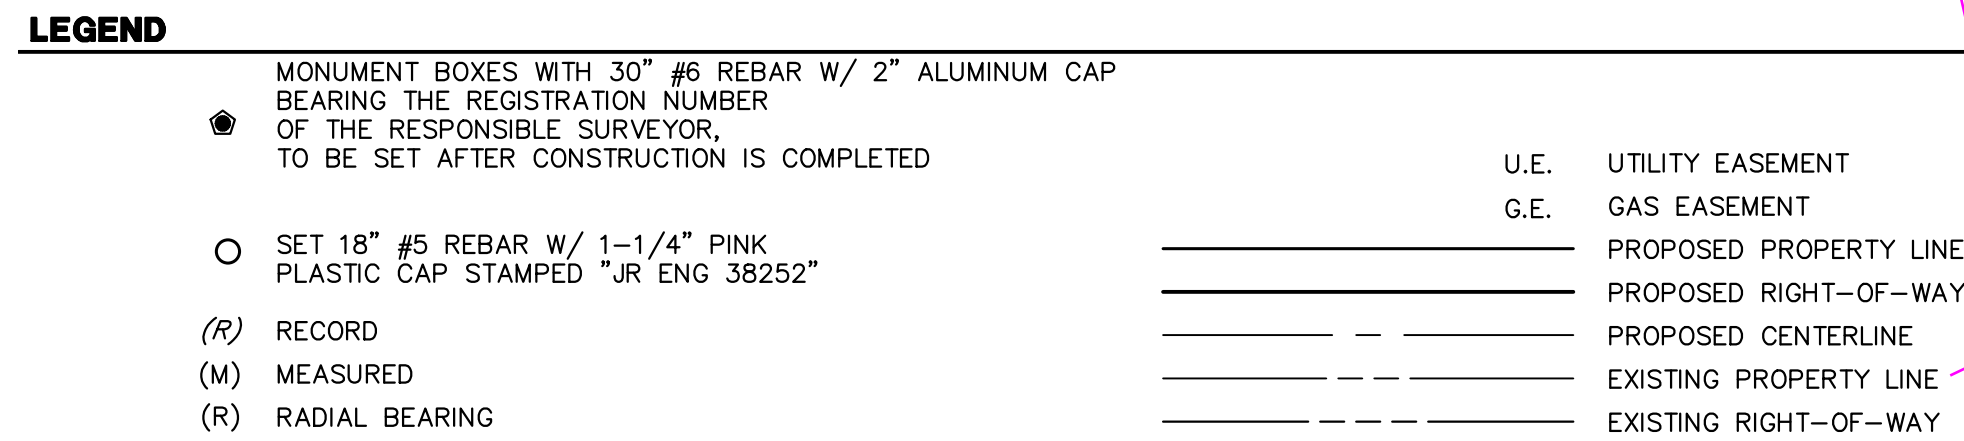 LEGEND
MONUMENT BOXES WITH 30" #6 REBAR W/ 2" ALUMINUM CAP
BEARING THE REGISTRATION NUMBER
OF THE RESPONSIBLE SURVEYOR,
TO BE SET AFTER CONSTRUCTION IS COMPLETED
SET 18" #5 REBAR W/ 1-1/4" PINK
PLASTIC CAP STAMPED "JR ENG 38252"
(R) RECORD
(M) MEASURED
(R) RADIAL BEARING
U.E. UTILITY EASEMENT
G.E. GAS EASEMENT
PROPOSED PROPERTY LINE
PROPOSED RIGHT-OF-WAY
PROPOSED CENTERLINE
EXISTING PROPERTY LINE
EXISTING RIGHT-OF-WAY